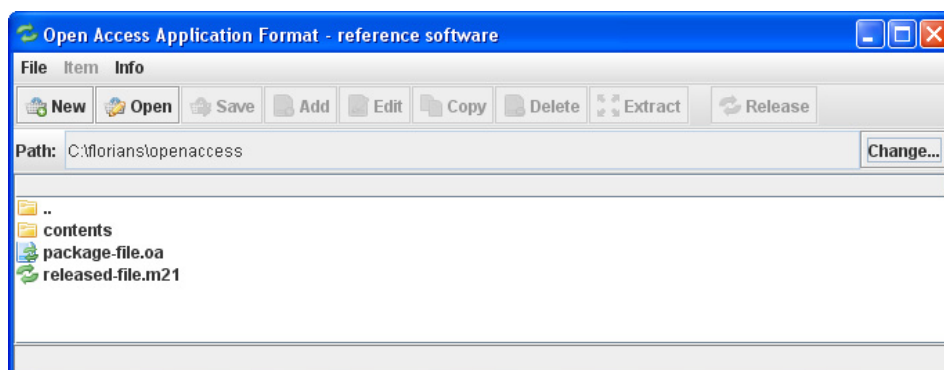 Open Access Application Format - reference software
File Item Info
New Open Save Add Edit Copy Delete Extract Release
Path: C:\florians\openaccess Change...
..
contents
package-file.oa
released-file.m21